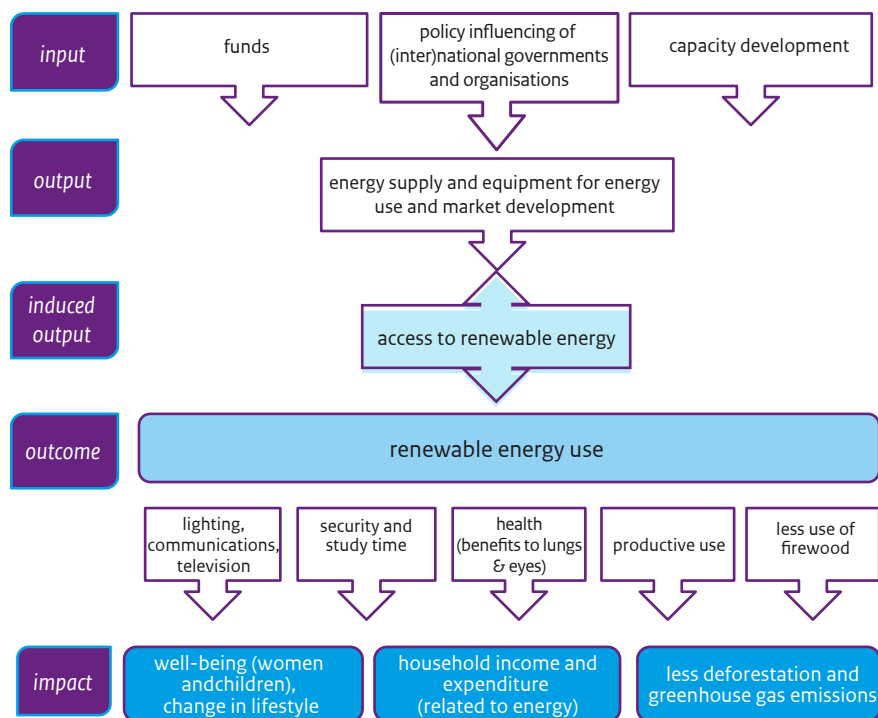 input
funds
policy influencing of
(inter)national governments
and organisations
capacity development
output
energy supply and equipment for energy
use and market development
induced
output
access to renewable energy
outcome
renewable energy use
lighting,
communications,
television
security and
study time
health
(benefits to lungs
& eyes)
productive use
less use of
firewood
impact
well-being (women
andchildren),
change in lifestyle
household income and
expenditure
(related to energy)
less deforestation and
greenhouse gas emissions